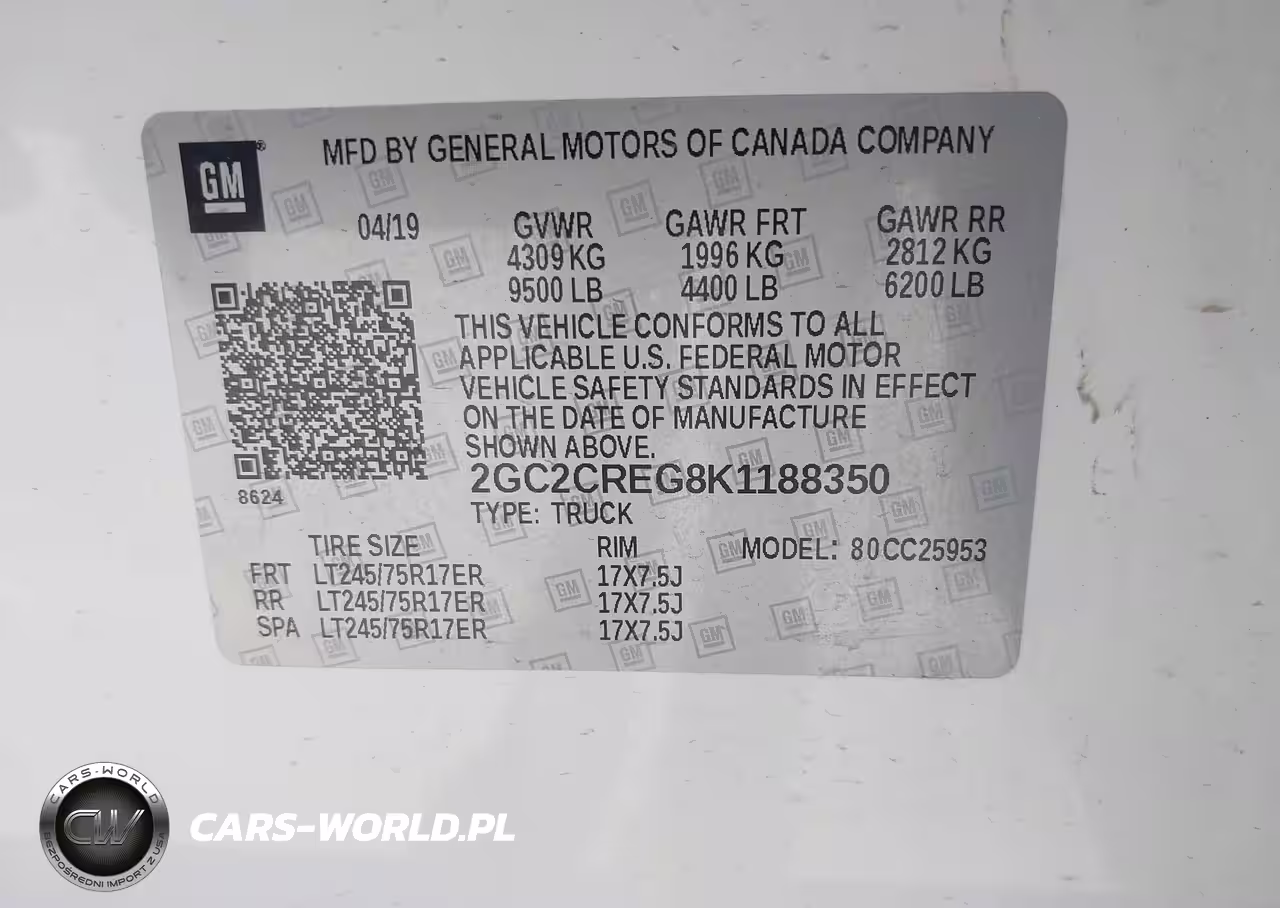 GM
MFD BY GENERAL MOTORS OF CANADA COMPANY
04/19 GVWR GAWR FRT GAWR RR
4309 KG 1996 KG 2812 KG
9500 LB 4400 LB 6200 LB
THIS VEHICLE CONFORMS TO ALL
APPLICABLE U.S. FEDERAL MOTOR
VEHICLE SAFETY STANDARDS IN EFFECT
ON THE DATE OF MANUFACTURE
SHOWN ABOVE.
2GC2CREG8K1188350
8624
TYPE: TRUCK
TIRE SIZE RIM MODEL: 80CC25953
FRT LT245/75R17ER 17X7.5J
RR LT245/75R17ER 17X7.5J
SPA LT245/75R17ER 17X7.5J
CARS-WORLD
CW
BEZPOŚREDNI IMPORT Z USA
CARS-WORLD.PL